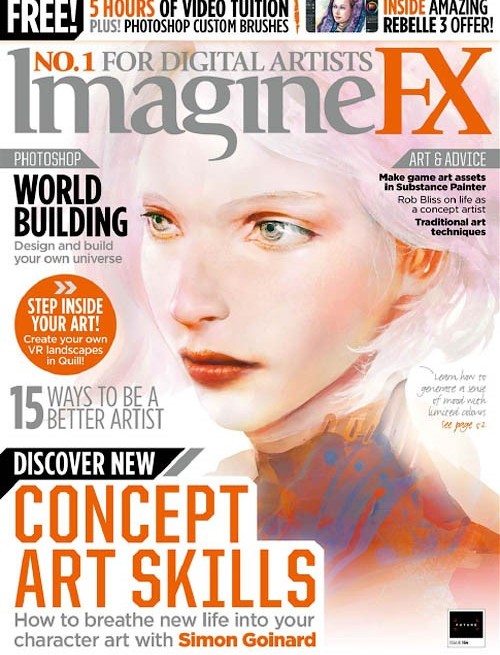 FREE!
5 HOURS OF VIDEO TUITION
PLUS! PHOTOSHOP CUSTOM BRUSHES
INSIDE AMAZING
REBELLE 3 OFFER!
NO.1 FOR DIGITAL ARTISTS
ImagineFX
PHOTOSHOP
WORLD
BUILDING
Design and build
your own universe
STEP INSIDE
YOUR ART!
Create your own
VR landscapes
in Quill!
15 WAYS TO BE A
BETTER ARTIST
ART & ADVICE
Make game art assets
in Substance Painter
Rob Bliss on life as
a concept artist
Traditional art
techniques
Learn how to
generate a sense
of mood with
limited colours
See page 52
DISCOVER NEW
CONCEPT
ART SKILLS
How to breathe new life into your
character art with Simon Goinard
FUTURE